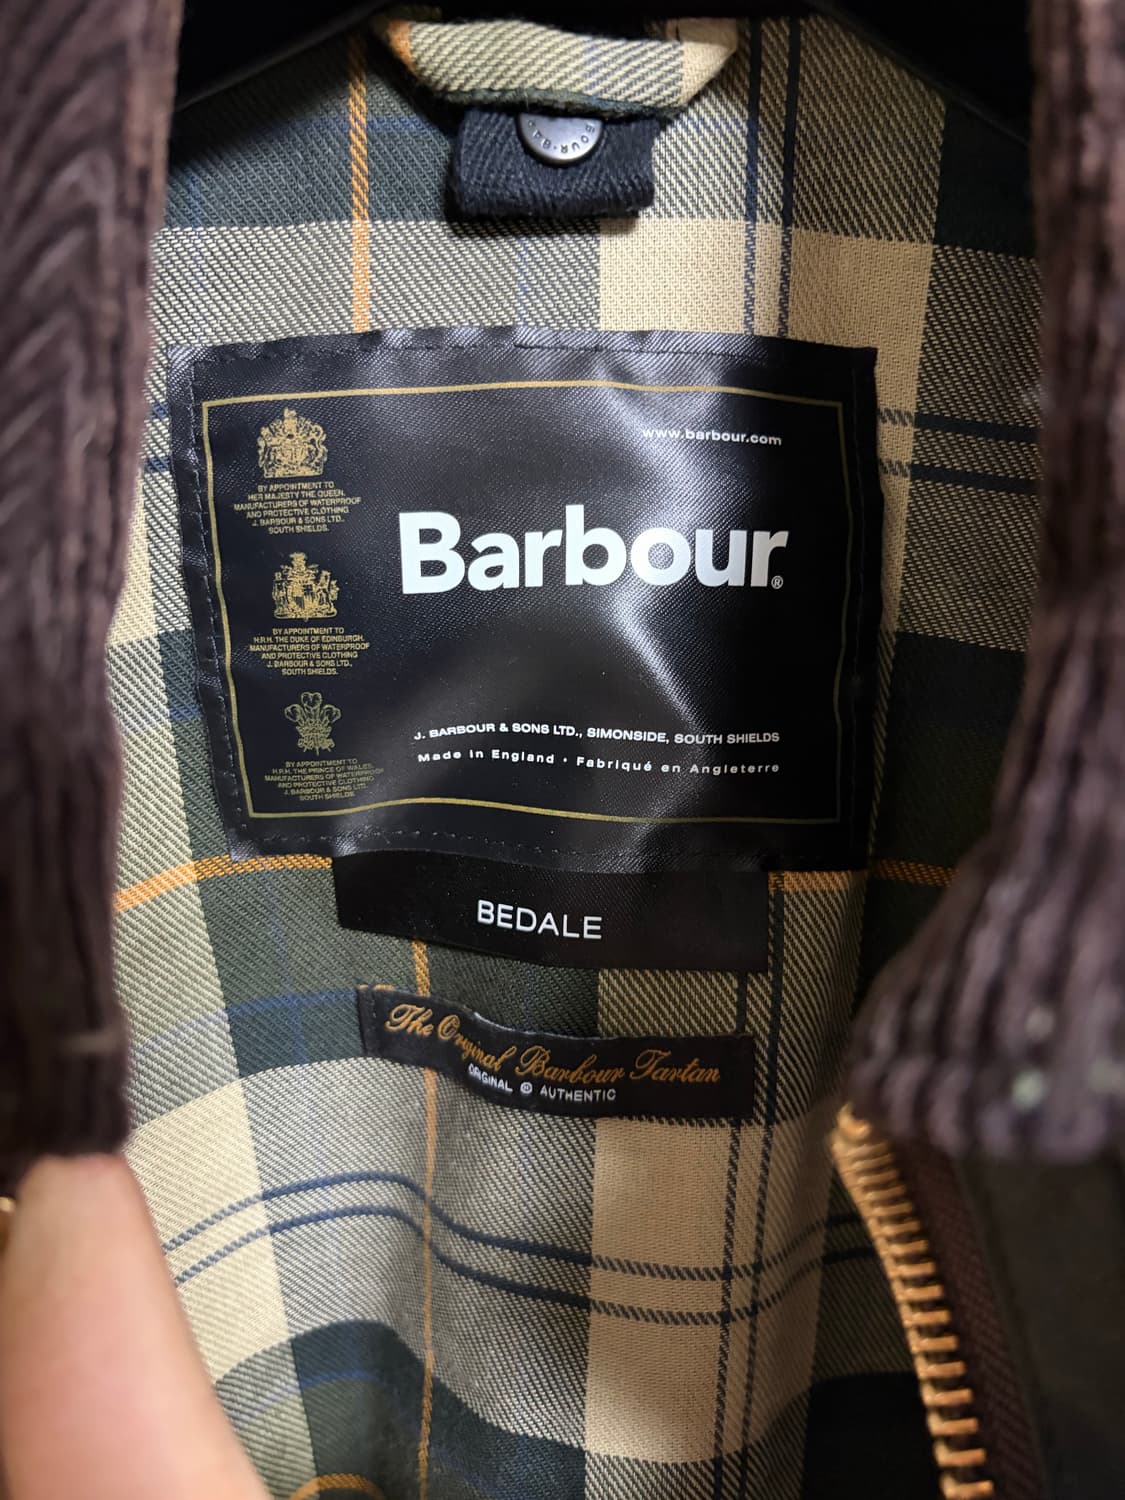 BOUR·BAR
www.barbour.com
Barbour®
BY APPOINTMENT TO
HER MAJESTY THE QUEEN.
MANUFACTURERS OF WATERPROOF
AND PROTECTIVE CLOTHING
J. BARBOUR & SONS LTD.
SOUTH SHIELDS.
BY APPOINTMENT TO
H.R.H. THE DUKE OF EDINBURGH.
MANUFACTURERS OF WATERPROOF
AND PROTECTIVE CLOTHING
J. BARBOUR & SONS LTD.,
SOUTH SHIELDS.
BY APPOINTMENT TO
H.R.H. THE PRINCE OF WALES.
MANUFACTURERS OF WATERPROOF
AND PROTECTIVE CLOTHING
J. BARBOUR & SONS LTD.
SOUTH SHIELDS.
J. BARBOUR & SONS LTD., SIMONSIDE, SOUTH SHIELDS
Made in England • Fabriqué en Angleterre
BEDALE
The Original Barbour Tartan
ORIGINAL AUTHENTIC